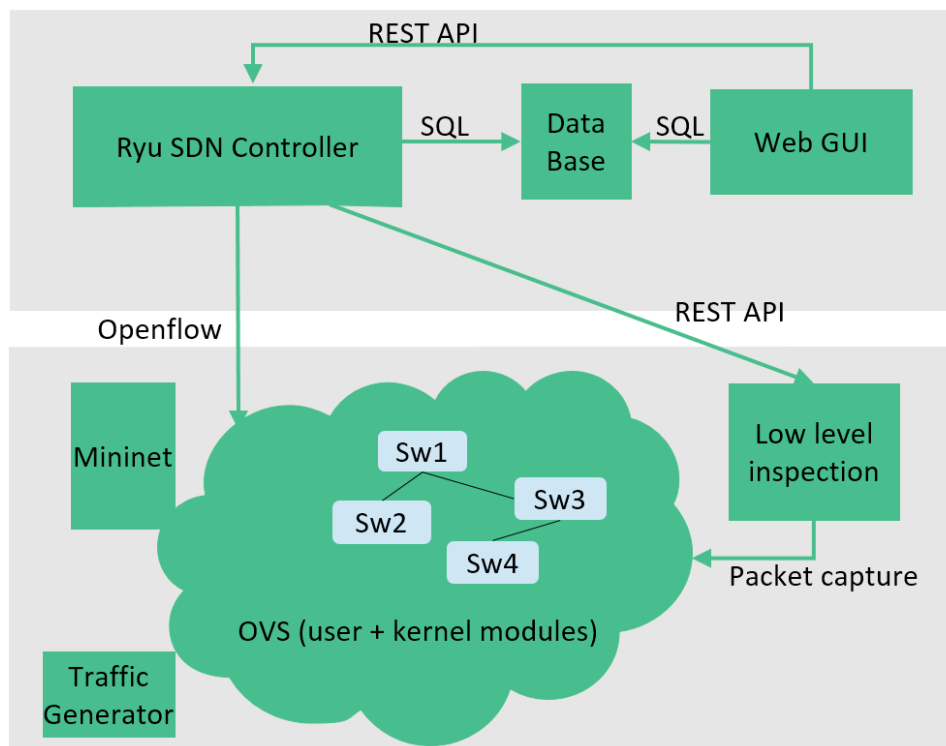 REST API
Ryu SDN Controller
SQL
Data
Base
SQL
Web GUI
Openflow
REST API
Mininet
Sw1
Sw2
Sw3
Sw4
Low level
inspection
Packet capture
OVS (user + kernel modules)
Traffic
Generator